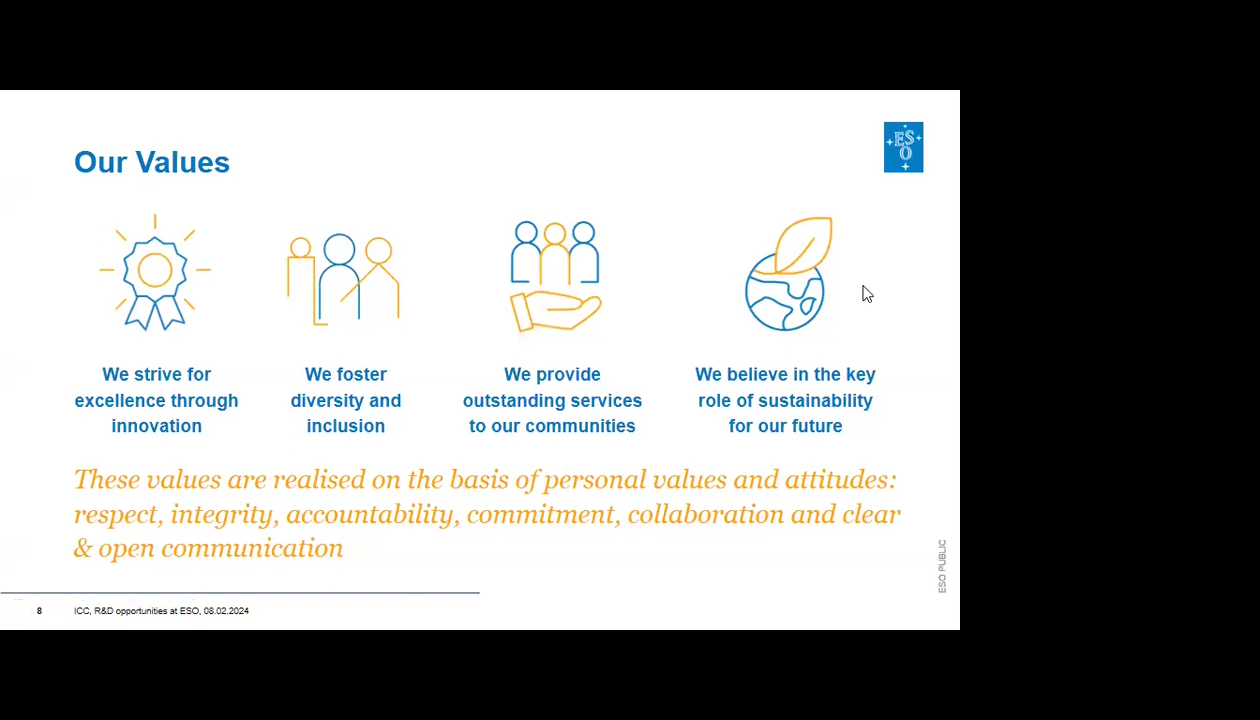 Our Values
ES
O
We strive for
excellence through
innovation
We foster
diversity and
inclusion
We provide
outstanding services
to our communities
We believe in the key
role of sustainability
for our future
These values are realised on the basis of personal values and attitudes:
respect, integrity, accountability, commitment, collaboration and clear
& open communication
ESO PUBLIC
8
ICC, R&D opportunities at ESO, 08.02.2024